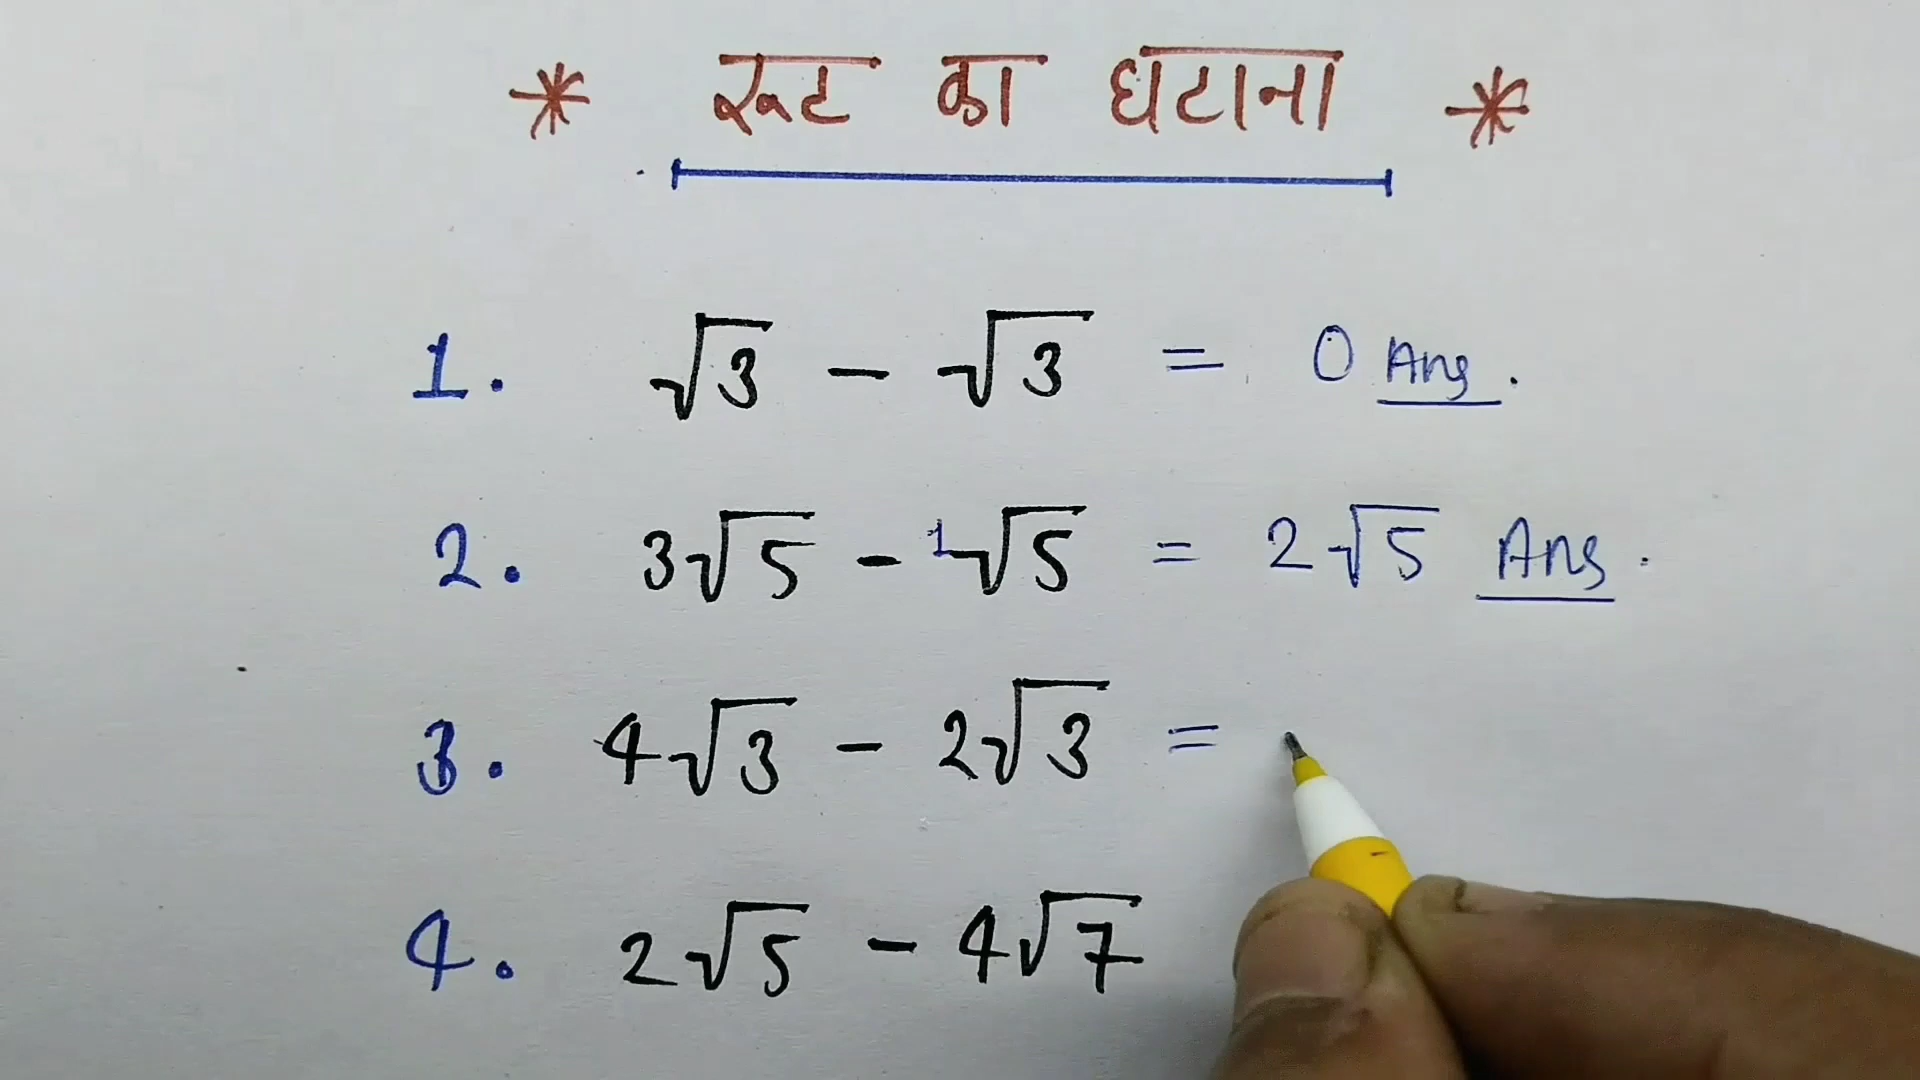 * रूट का घटाना *
1. √3 - √3 = 0 Ans.
2. 3√5 - 1√5 = 2√5 Ans.
3. 4√3 - 2√3 =
4. 2√5 - 4√7